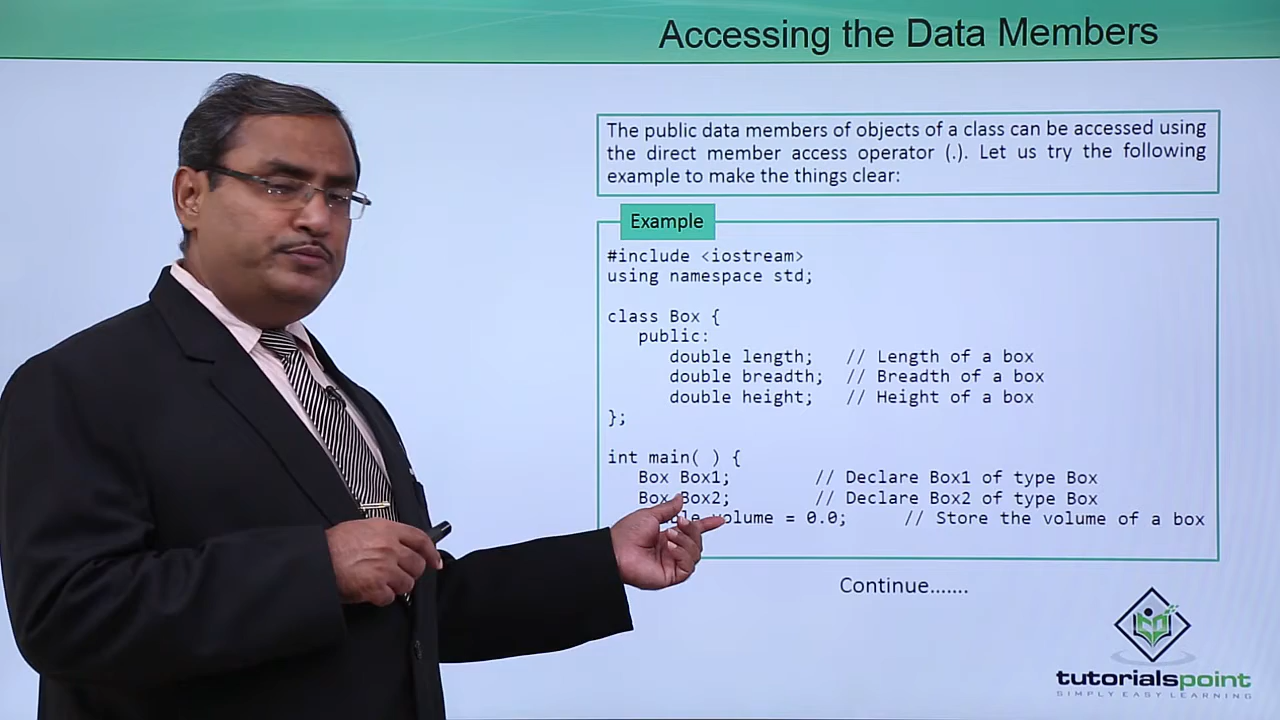 Accessing the Data Members
The public data members of objects of a class can be accessed using
the direct member access operator (.). Let us try the following
example to make the things clear:
Example
#include <iostream>
using namespace std;
class Box {
public:
double length; // Length of a box
double breadth; // Breadth of a box
double height; // Height of a box
};
int main( ) {
Box Box1; // Declare Box1 of type Box
Box Box2; // Declare Box2 of type Box
volume = 0.0; // Store the volume of a box
Continue.......
tutorialspoint
SIMPLY EASY LEARNING